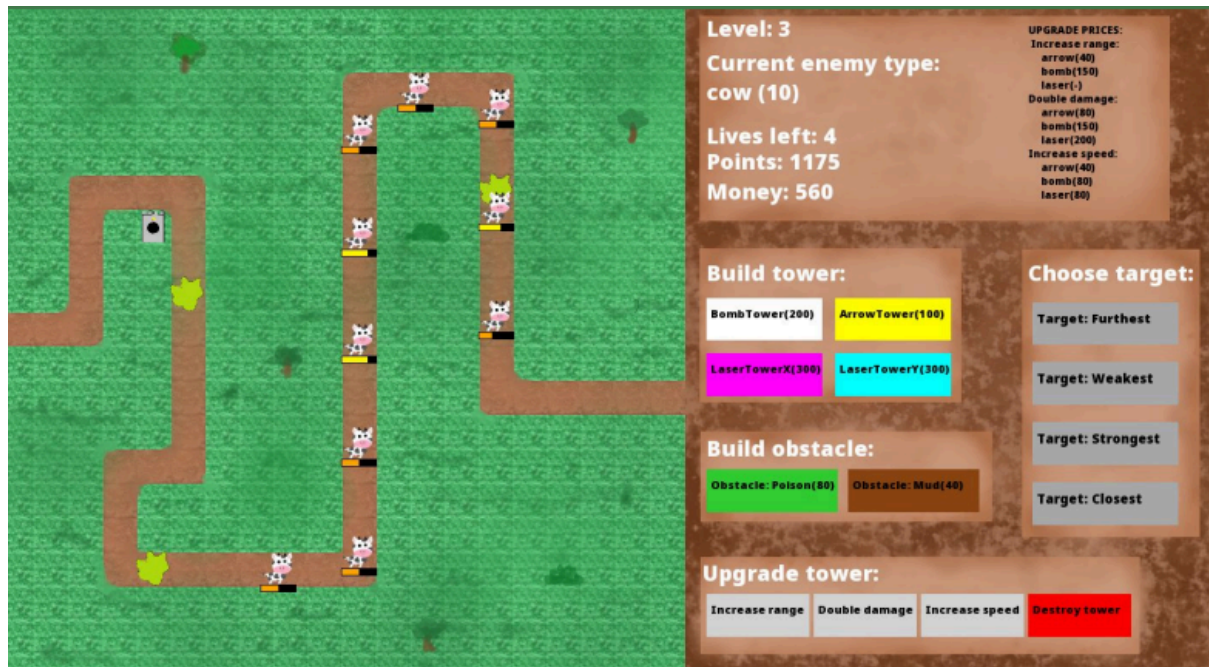 Level: 3
Current enemy type:
cow (10)
Lives left: 4
Points: 1175
Money: 560
UPGRADE PRICES:
Increase range:
arrow(40)
bomb(150)
laser(-)
Double damage:
arrow(80)
bomb(150)
laser(200)
Increase speed:
arrow(40)
bomb(80)
laser(80)
Build tower:
BombTower(200)
ArrowTower(100)
LaserTowerX(300)
LaserTowerY(300)
Choose target:
Target: Furthest
Target: Weakest
Target: Strongest
Target: Closest
Build obstacle:
Obstacle: Poison(80)
Obstacle: Mud(40)
Upgrade tower:
Increase range
Double damage
Increase speed
Destroy tower